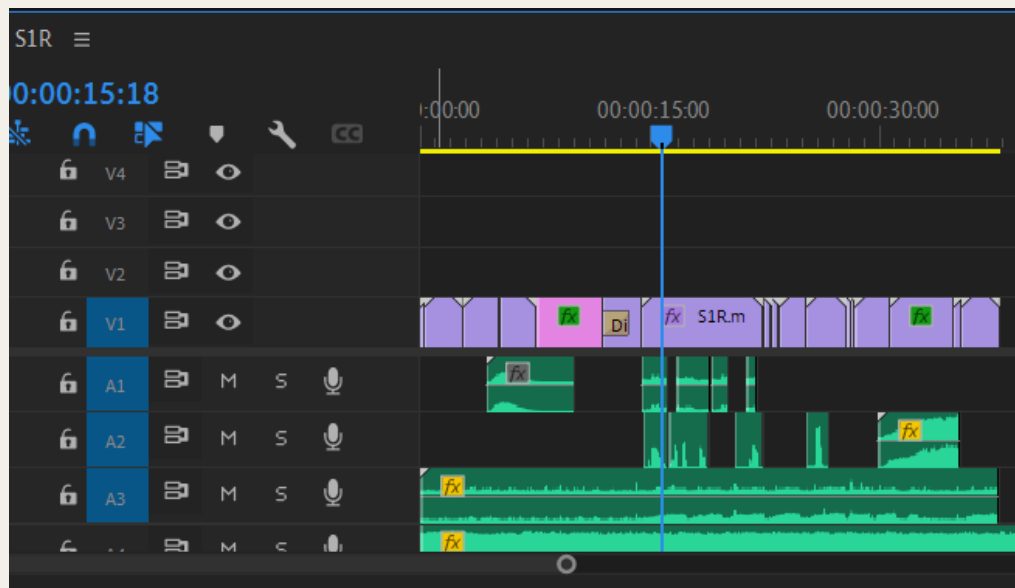 S1R
0:00:15:18
:00:00 00:00:15:00 00:00:30:00
CC
V4
V3
V2
V1 fx Di fx S1R.m fx
A1 M S fx
A2 M S fx
A3 M S fx
M S fx